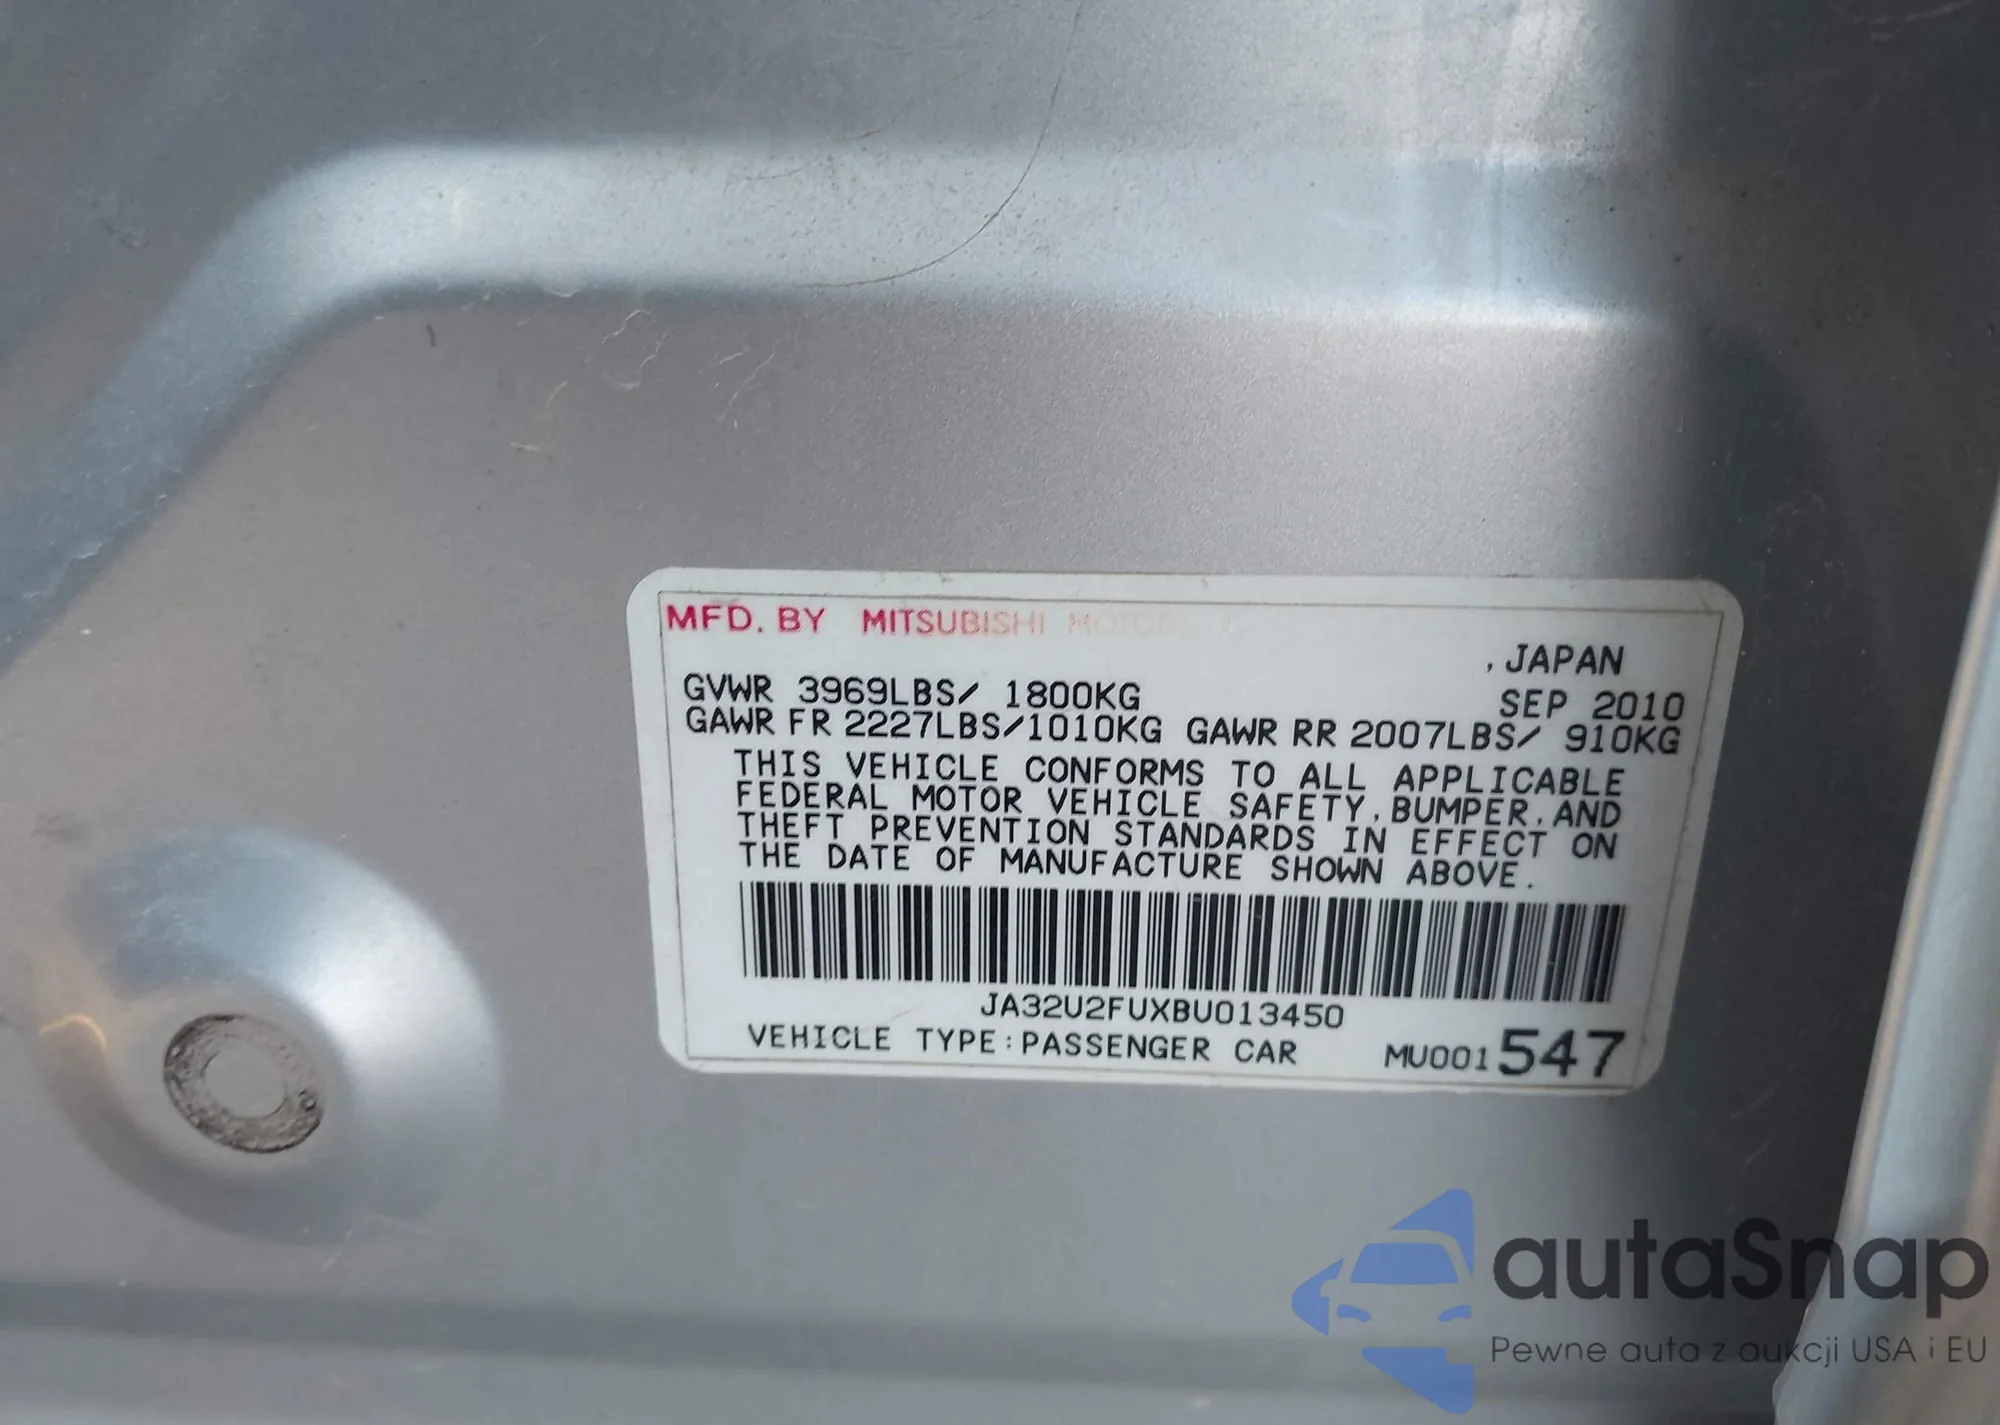 MFD. BY MITSUBISHI MOTOR
, JAPAN
GVWR 3969LBS/ 1800KG SEP 2010
GAWR FR 2227LBS/1010KG GAWR RR 2007LBS/ 910KG
THIS VEHICLE CONFORMS TO ALL APPLICABLE
FEDERAL MOTOR VEHICLE SAFETY, BUMPER, AND
THEFT PREVENTION STANDARDS IN EFFECT ON
THE DATE OF MANUFACTURE SHOWN ABOVE.
JA32U2FUXBU013450
VEHICLE TYPE:PASSENGER CAR MU001547
autaSnap
Pewne auta z aukcji USA i EU